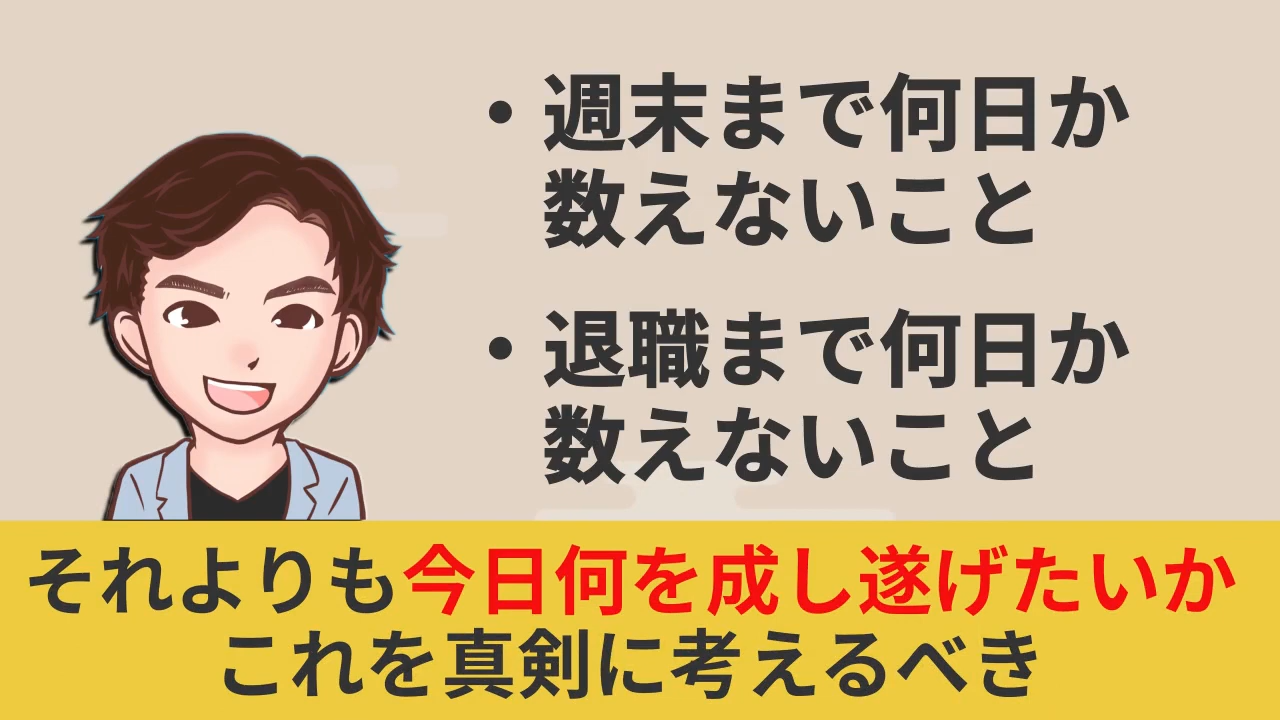 ・週末まで何日か
数えないこと
・退職まで何日か
数えないこと
それよりも今日何を成し遂げたいか
これを真剣に考えるべき